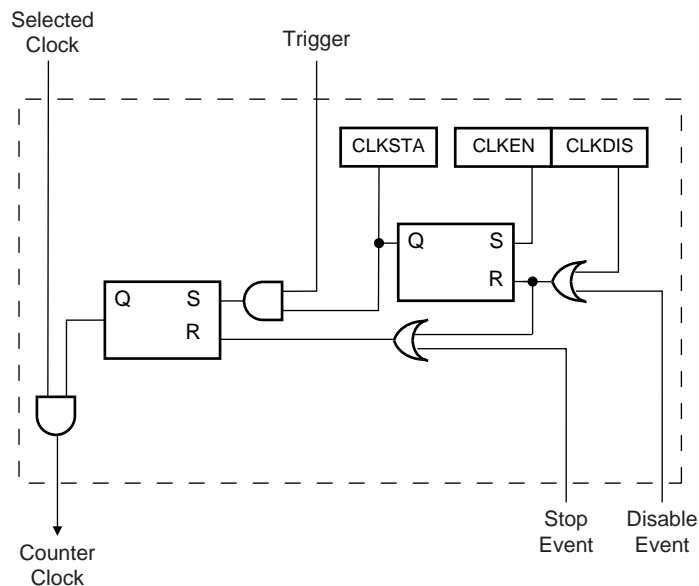 Selected
Clock
Trigger
CLKSTA
CLKEN
CLKDIS
Q
S
R
Q
S
R
Stop
Event
Disable
Event
Counter
Clock